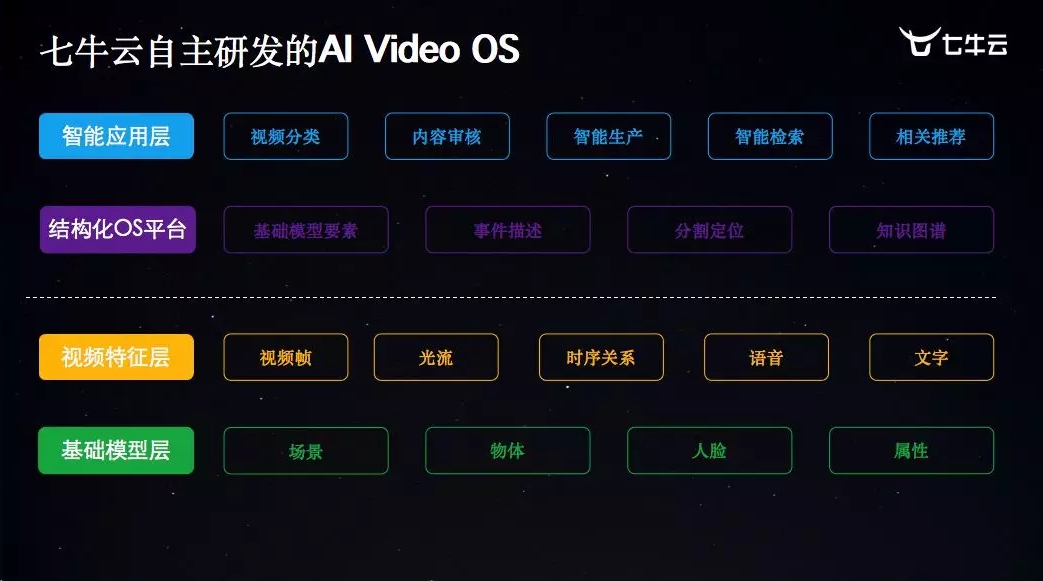 七牛云自主研发的AI Video OS
七牛云
智能应用层 视频分类 内容审核 智能生产 智能检索 相关推荐
结构化OS平台 基础模型要素 事件描述 分割定位 知识图谱
视频特征层 视频帧 光流 时序关系 语音 文字
基础模型层 场景 物体 人脸 属性